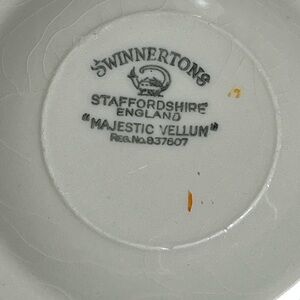 SWINNERTONS
STAFFORDSHIRE
ENGLAND
"MAJESTIC VELLUM"
REG.NO.837607